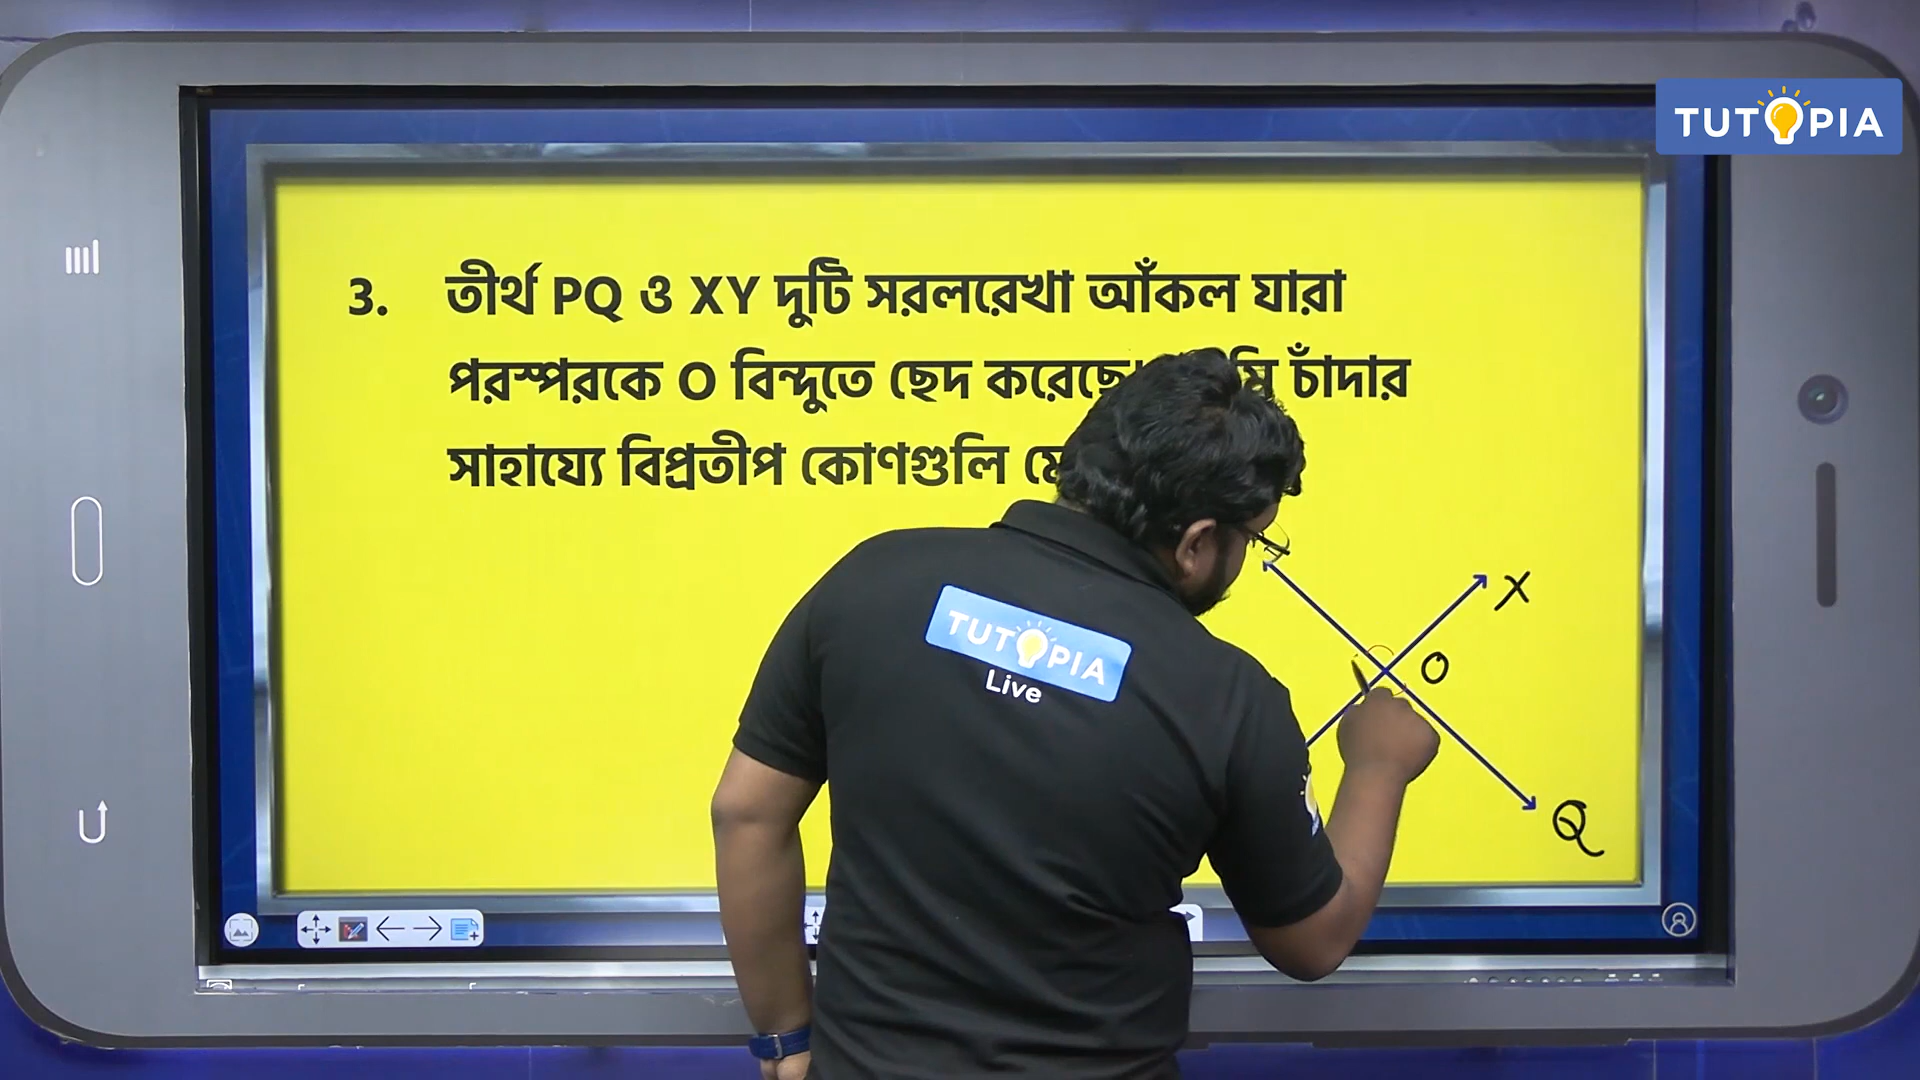 TUTOPIA
3. তীর্থ PQ ও XY দুটি সরলরেখা আঁকল যারা
পরস্পরকে O বিন্দুতে ছেদ করেছে। চাঁদার
সাহায্যে বিপ্রতীপ কোণগুলি
X
O
Q
TUTOPIA
Live